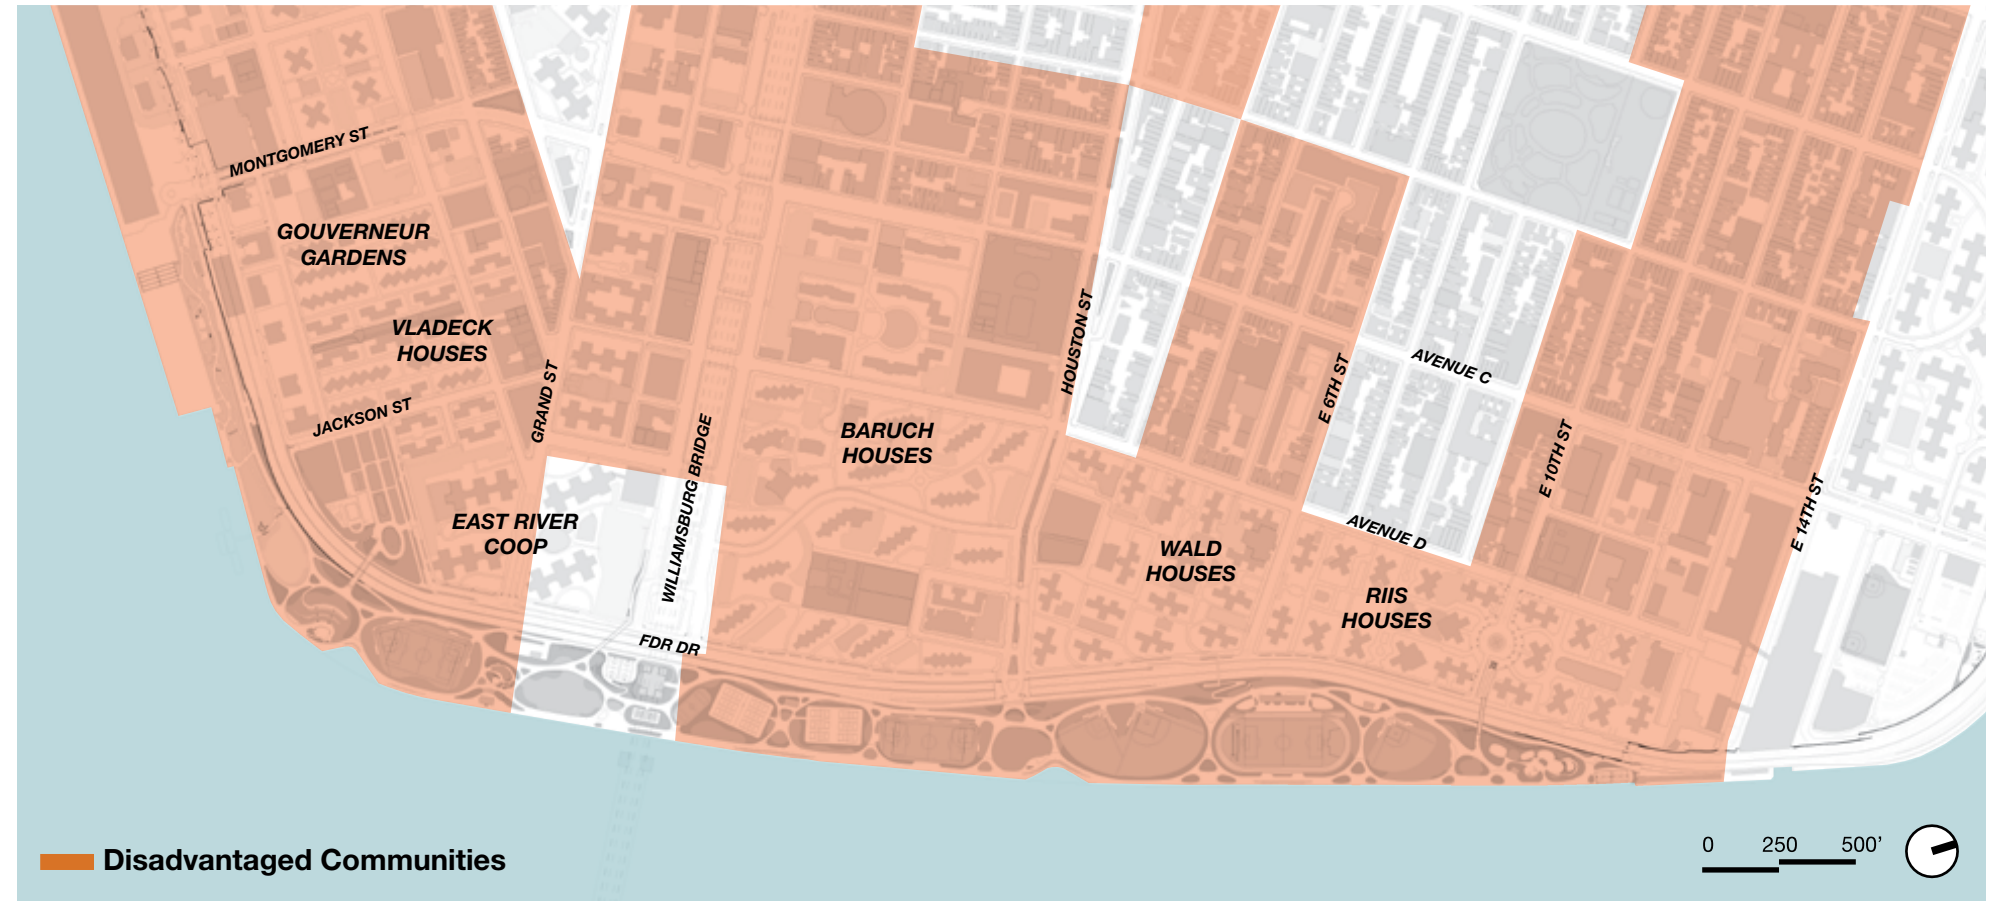 MONTGOMERY ST
GOUVERNEUR
GARDENS
VLADECK
HOUSES
JACKSON ST
GRAND ST
EAST RIVER
COOP
WILLIAMSBURG BRIDGE
FDR DR
BARUCH
HOUSES
HOUSTON ST
WALD
HOUSES
E 6TH ST
AVENUE C
AVENUE D
RIIS
HOUSES
E 10TH ST
E 14TH ST
Disadvantaged Communities
0 250 500'